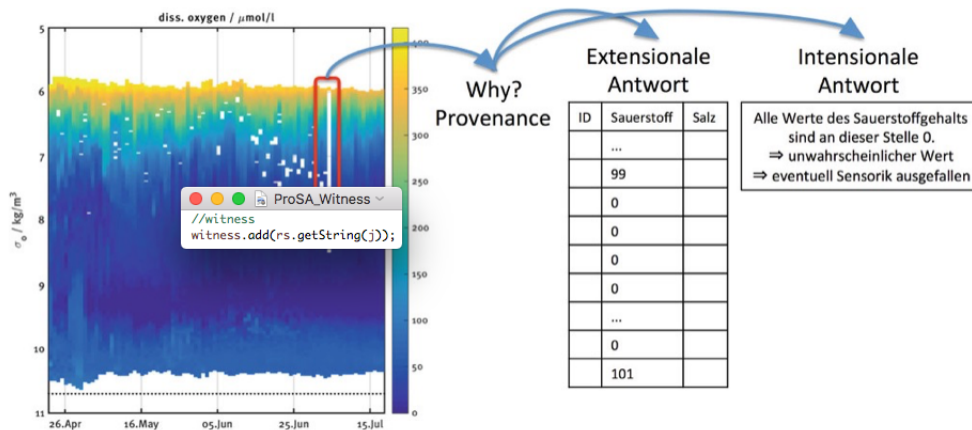 diss. oxygen / µmol/l
5
6
7
8
9
10
11
σ₀ / kg/m³
26.Apr
16.May
05.Jun
25.Jun
15.Jul
350
300
200
150
100
50
0
ProSA_Witness
//witness
witness.add(rs.getString(j));
Why?
Provenance
Extensionale
Antwort
ID Sauerstoff Salz
...
99
0
0
0
0
...
0
101
Intensionale
Antwort
Alle Werte des Sauerstoffgehalts
sind an dieser Stelle 0.
⇒ unwahrscheinlicher Wert
⇒ eventuell Sensorik ausgefallen